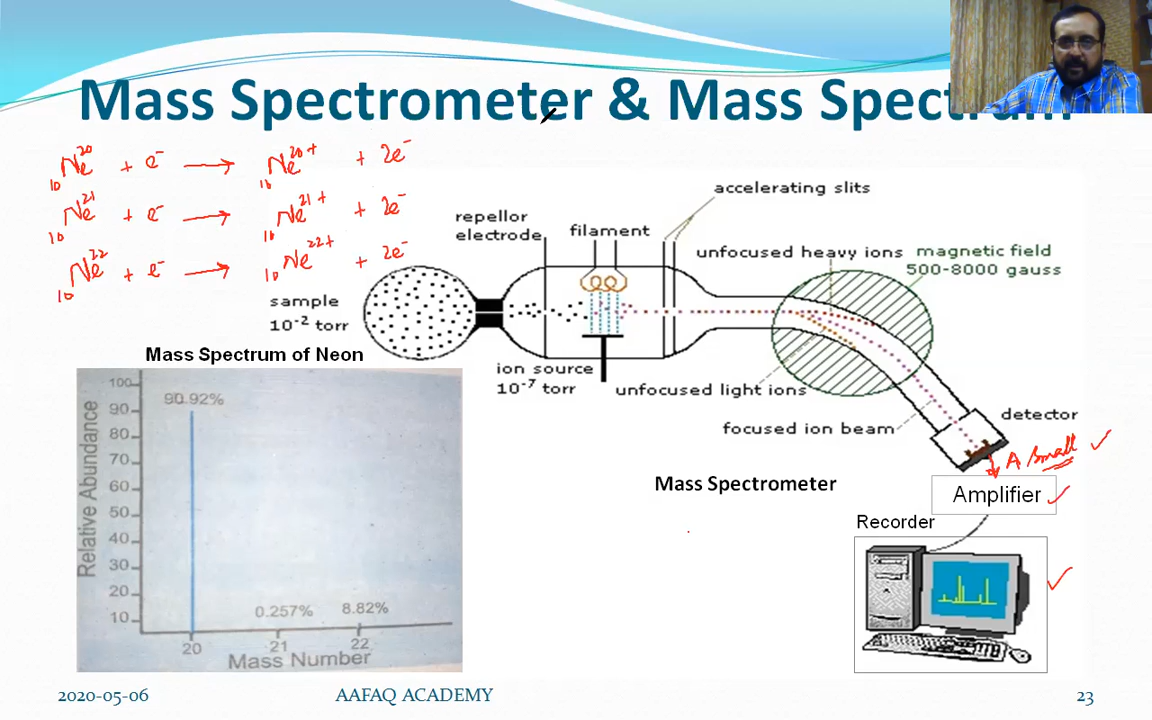 Mass Spectrometer & Mass Spectrum
₁₀Ne²⁰ + e⁻ → ₁₀Ne²⁰⁺ + 2e⁻
₁₀Ne²¹ + e⁻ → ₁₀Ne²¹⁺ + 2e⁻
₁₀Ne²² + e⁻ → ₁₀Ne²²⁺ + 2e⁻
accelerating slits
repellor
electrode
filament
unfocused heavy ions
magnetic field
500-8000 gauss
sample
10⁻² torr
ion source
10⁻⁷ torr
unfocused light ions
focused ion beam
detector
A Small
Mass Spectrometer
Amplifier
Recorder
Mass Spectrum of Neon
Relative Abundance
100
90
80
70
60
50
40
30
20
10
90.92%
0.257%
8.82%
20
21
22
Mass Number
2020-05-06
AAFAQ ACADEMY
23